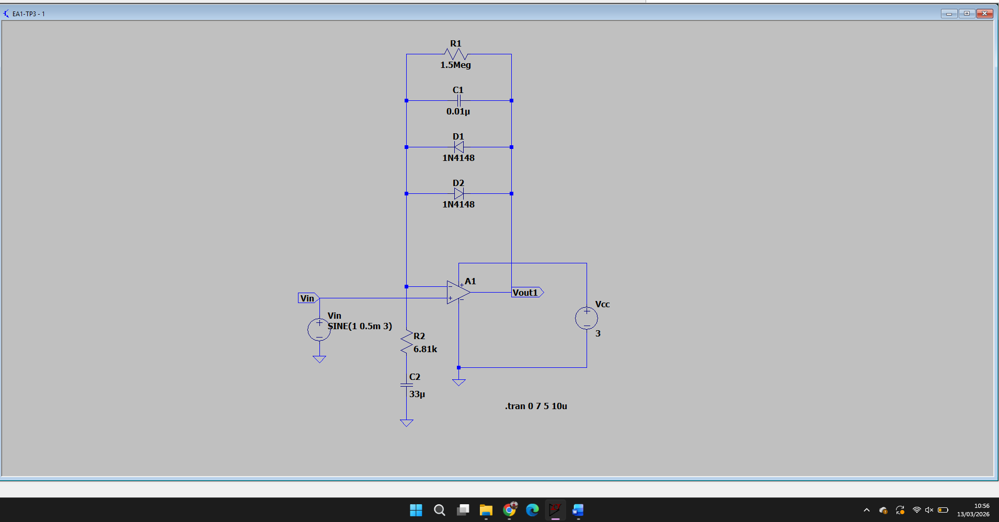 EA1-TP3 - 1
R1
1.5Meg
C1
0.01µ
D1
1N4148
D2
1N4148
A1
Vin
Vout1
Vcc
3
Vin
SINE(1 0.5m 3)
R2
6.81k
C2
33µ
.tran 0 7 5 10u
10:56
13/03/2026